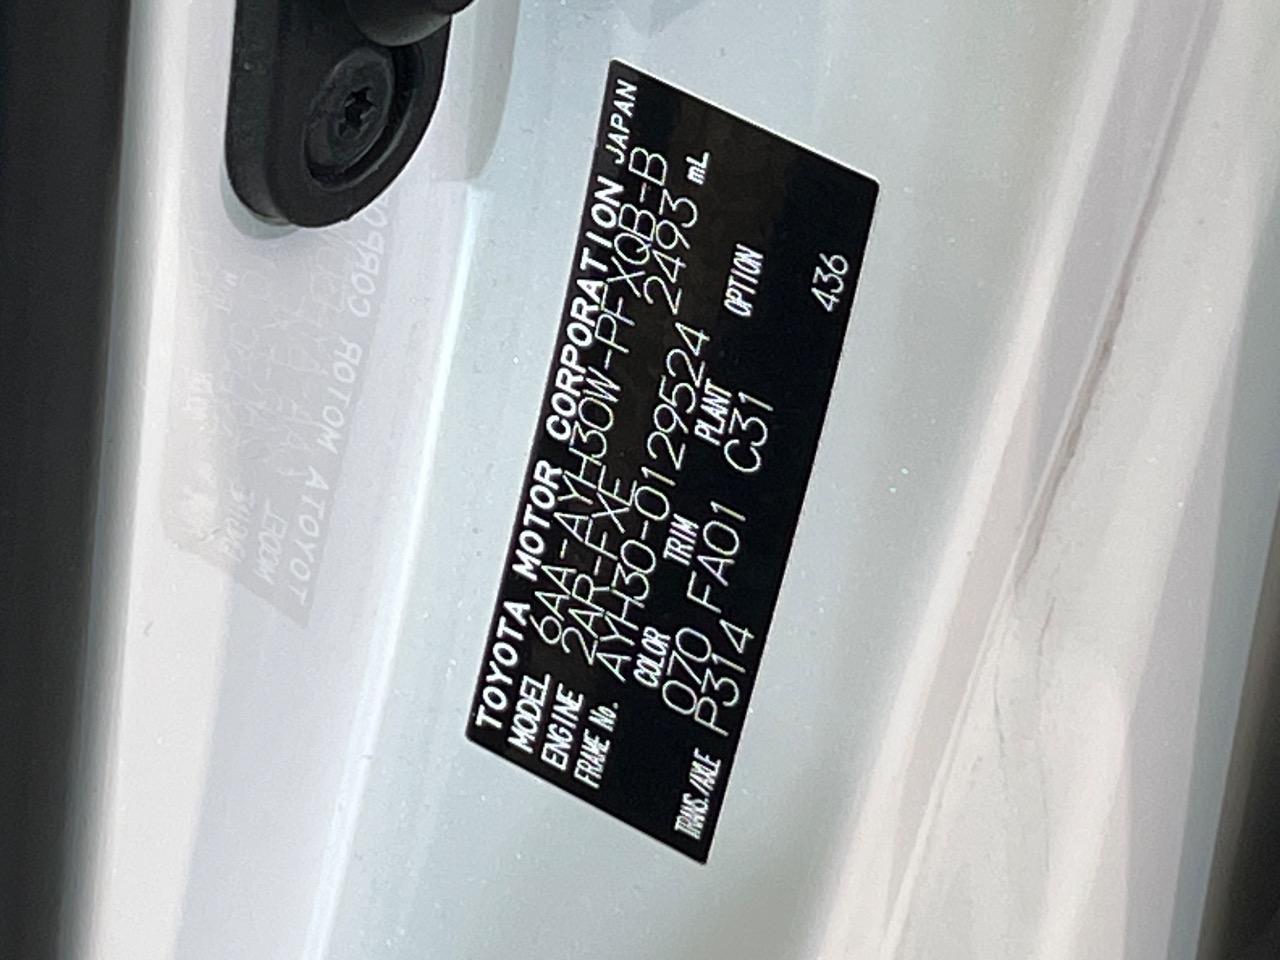 TOYOTA MOTOR CORPORATION JAPAN
MODEL 6AA-AYH30W-PFXQB-B
ENGINE 2AR-FXE 2493 mL
FRAME No. AYH30-0129524
COLOR TRIM PLANT OPTION
070 FA01 C31
TRANS./AXLE P314 436